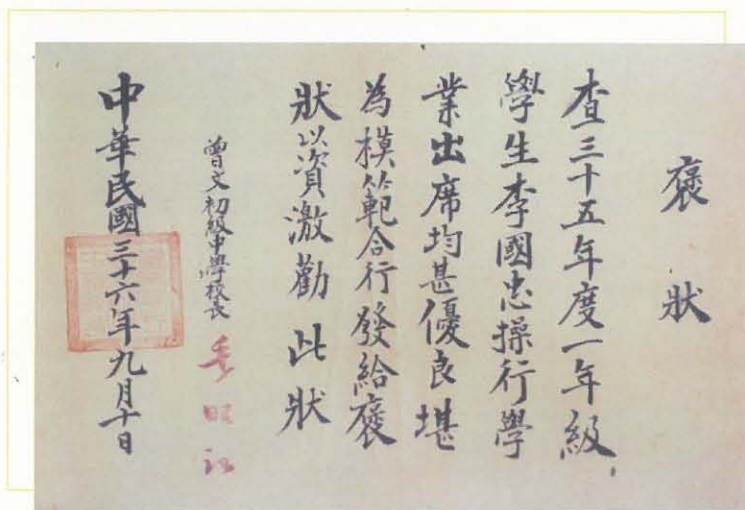 褒狀
查三十五年度一年級
學生李國忠操行學
業出席均甚優良堪
為模範合行發給褒
狀以資激勸此狀
曾文初級中學校長
中華民國三十六年九月十日